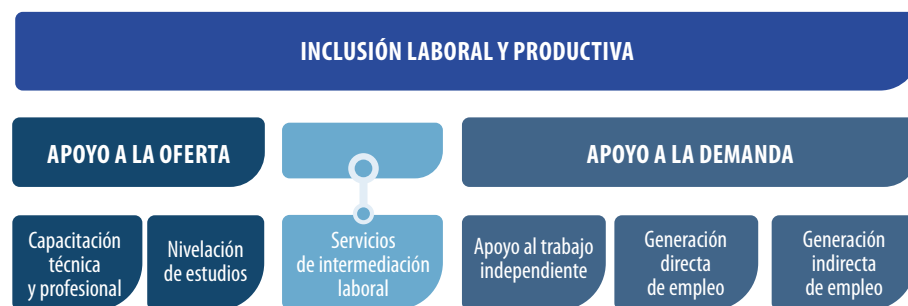 INCLUSIÓN LABORAL Y PRODUCTIVA
APOYO A LA OFERTA
APOYO A LA DEMANDA
Capacitación
técnica
y profesional
Nivelación
de estudios
Servicios
de intermediación
laboral
Apoyo al trabajo
independiente
Generación
directa
de empleo
Generación
indirecta
de empleo